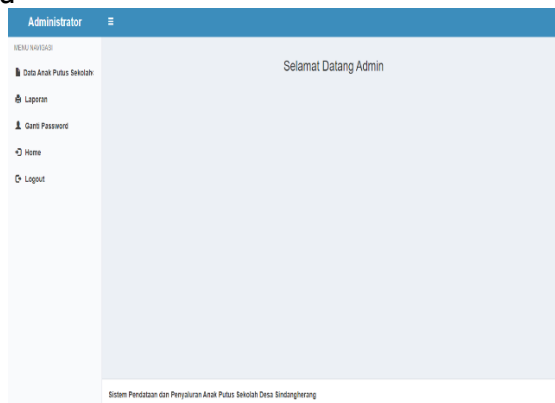 Administrator
MENU NAVIGASI
Data Anak Putus Sekolah
Laporan
Ganti Password
Home
Logout
Selamat Datang Admin
Sistem Pendataan dan Penyaluran Anak Putus Sekolah Desa Sindangherang